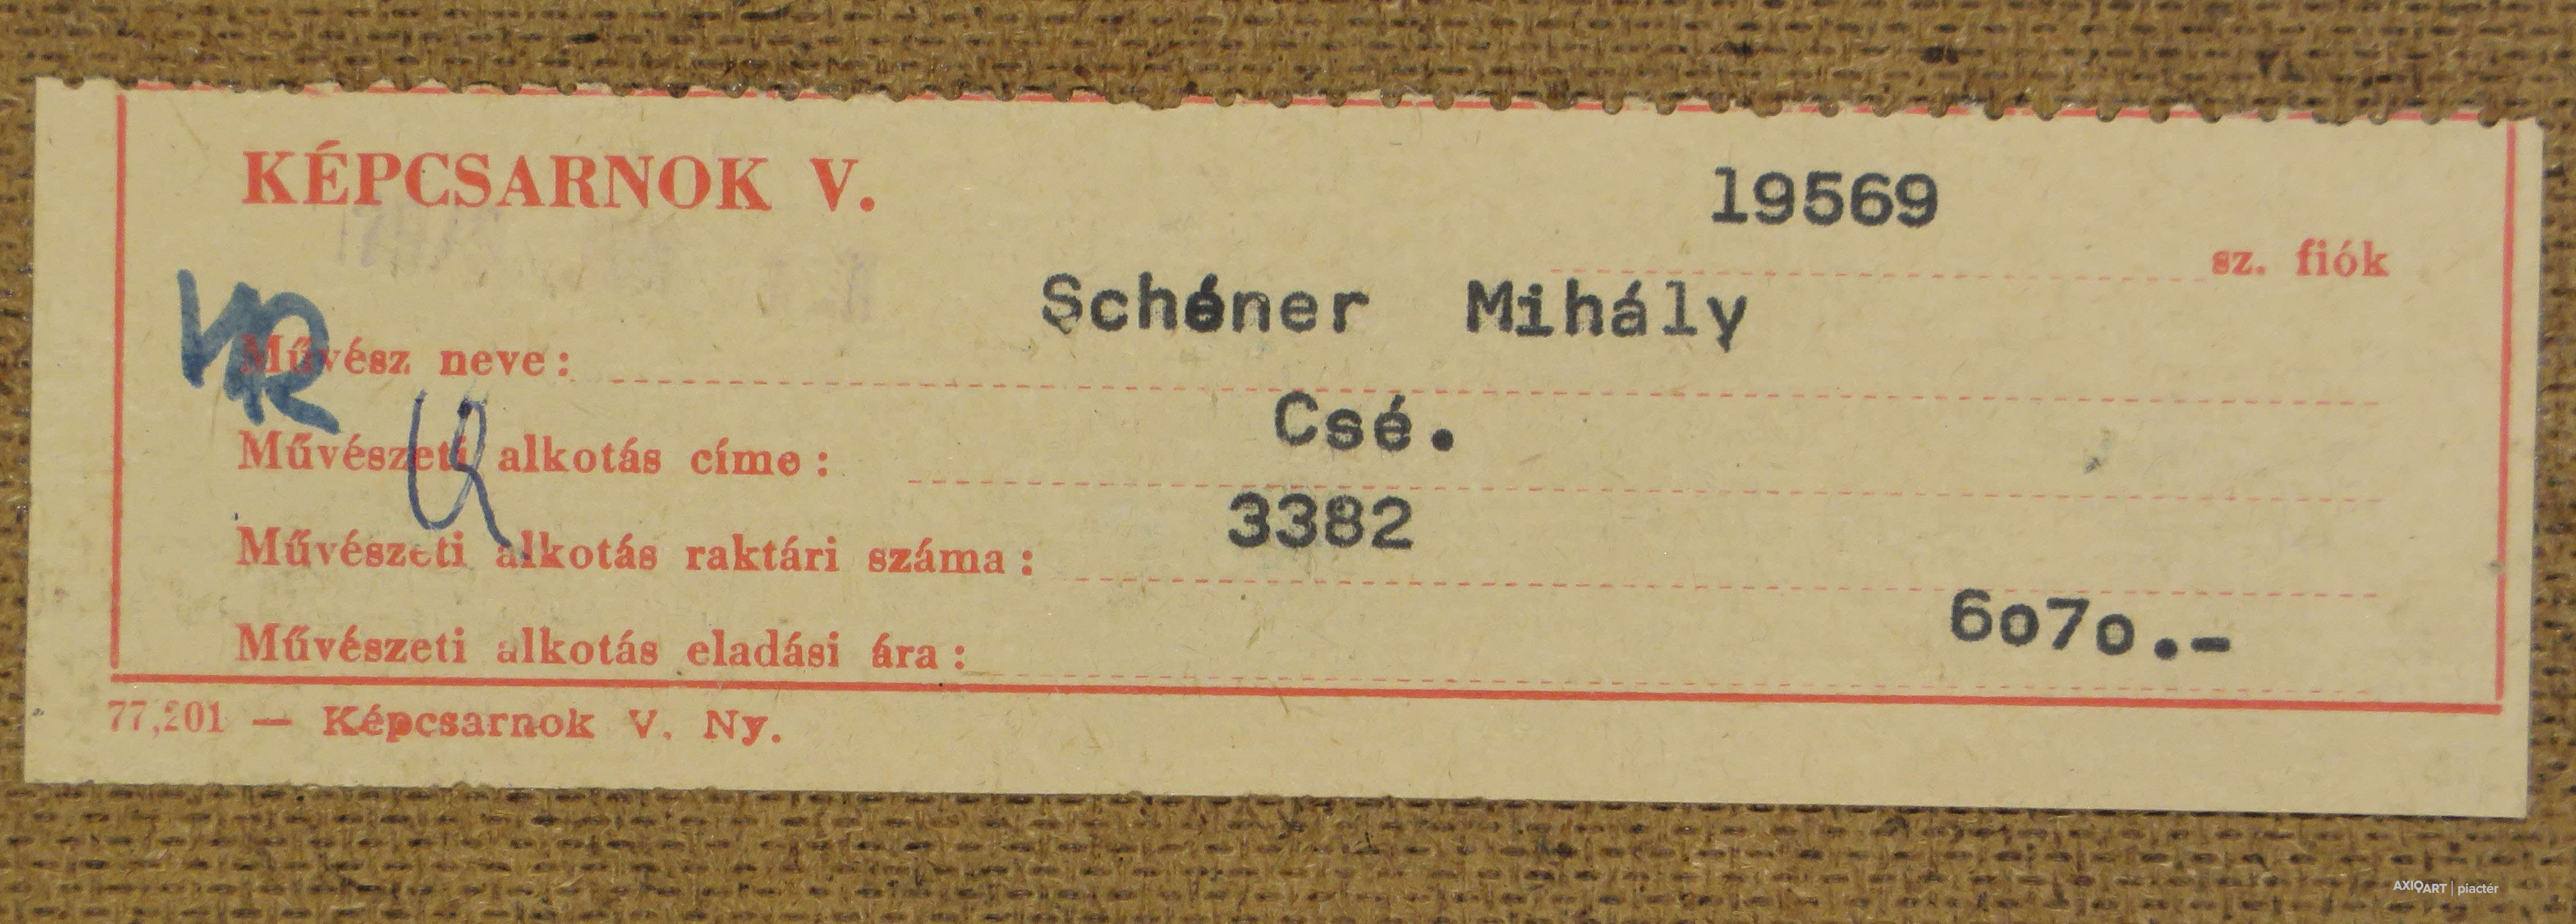 KÉPCSARNOK V.
19569
sz. fiók
Művész neve: Schéner Mihály
Művészeti alkotás címe: Csé.
Művészeti alkotás raktári száma: 3382
Művészeti alkotás eladási ára: 6o7o.-
77,201 — Képcsarnok V. Ny.
AXIOART | piactér